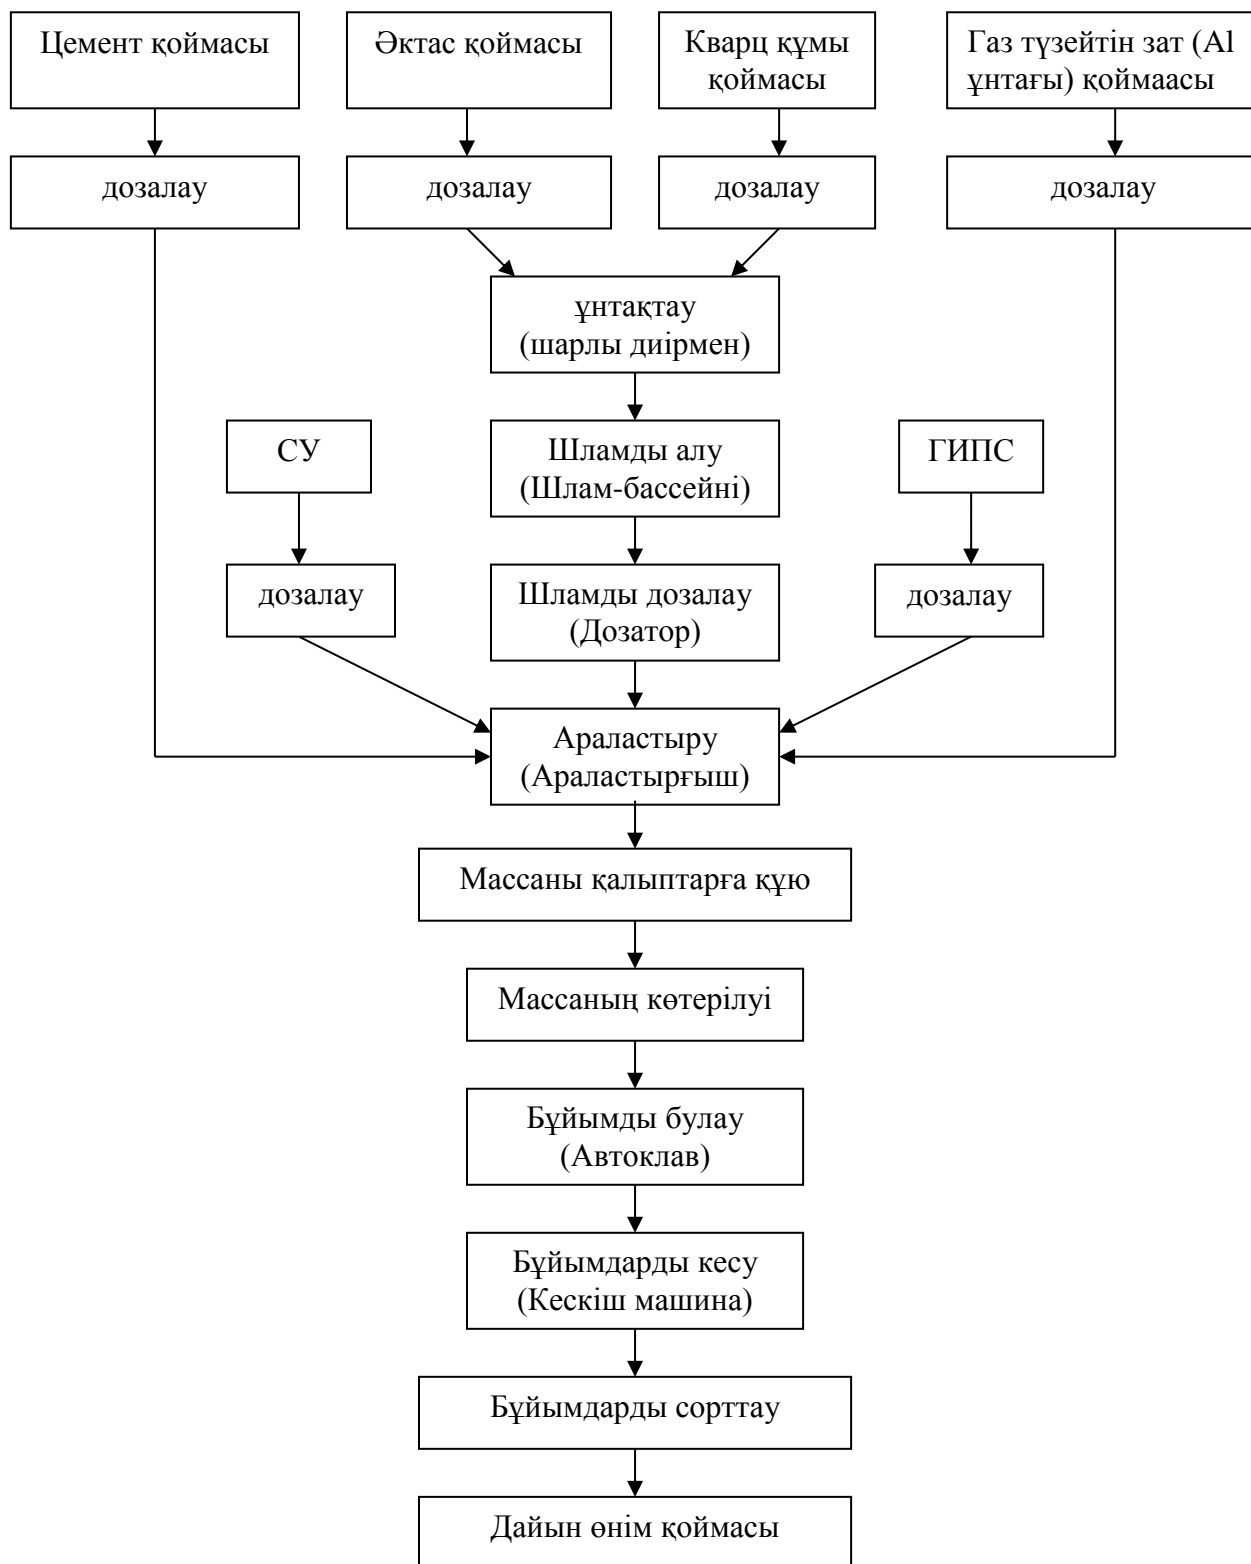 Цемент қоймасы
Әктас қоймасы
Кварц құмы
қоймасы
Газ түзейтін зат (Al
ұнтағы) қоймаасы
дозалау
дозалау
дозалау
дозалау
ұнтақтау
(шарлы диірмен)
СУ
Шламды алу
(Шлам-бассейні)
ГИПС
дозалау
Шламды дозалау
(Дозатор)
дозалау
Араластыру
(Араластырғыш)
Массаны қалыптарға құю
Массаның көтерілуі
Бұйымды булау
(Автоклав)
Бұйымдарды кесу
(Кескіш машина)
Бұйымдарды сорттау
Дайын өнім қоймасы